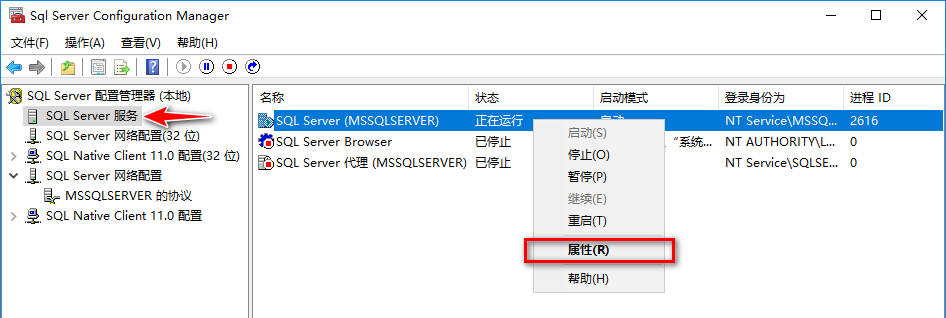 Sql Server Configuration Manager
文件(F) 操作(A) 查看(V) 帮助(H)
SQL Server 配置管理器 (本地)
SQL Server 服务
SQL Server 网络配置(32 位)
SQL Native Client 11.0 配置(32 位)
SQL Server 网络配置
MSSQLSERVER 的协议
SQL Native Client 11.0 配置
名称 状态 启动模式 登录身份为 进程 ID
SQL Server (MSSQLSERVER) 正在运行 自动 NT Service\MSSQ... 2616
SQL Server Browser 已停止 “系统... NT AUTHORITY\L... 0
SQL Server 代理 (MSSQLSERVER) 已停止 NT Service\SQLSE... 0
启动(S)
停止(O)
暂停(P)
继续(E)
重启(T)
属性(R)
帮助(H)